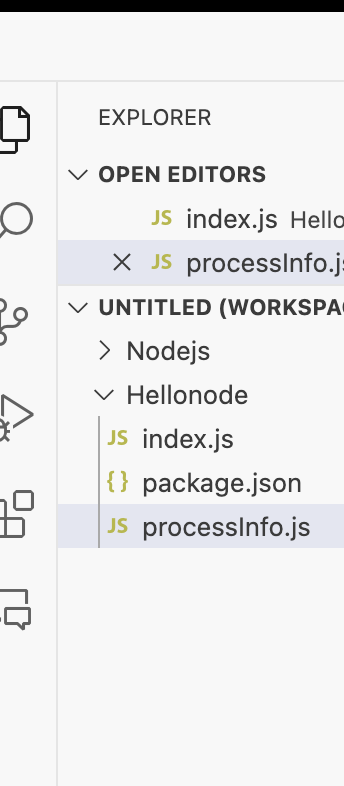 EXPLORER
OPEN EDITORS
JS index.js Hello
JS processInfo.js
UNTITLED (WORKSPA
Nodejs
Hellonode
JS index.js
{} package.json
JS processInfo.js